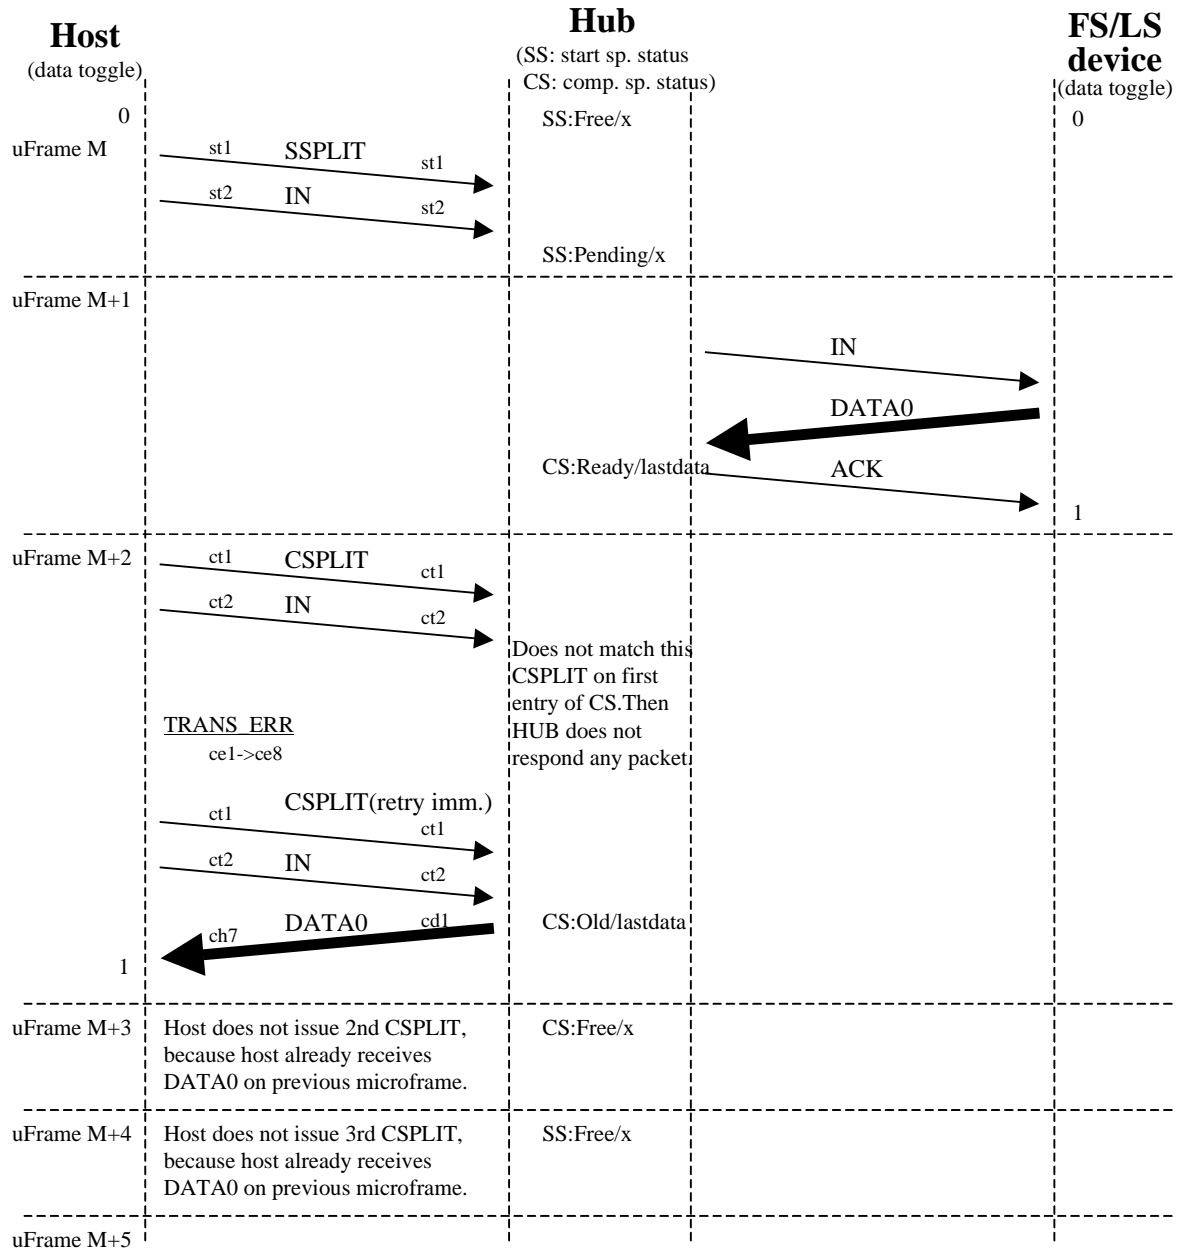 Host
(data toggle)
Hub
(SS: start sp. status
CS: comp. sp. status)
FS/LS
device
(data toggle)
0
SS:Free/x
0
uFrame M
st1
SSPLIT
st1
st2
IN
st2
SS:Pending/x
uFrame M+1
IN
DATA0
CS:Ready/lastdata
ACK
1
uFrame M+2
ct1
CSPLIT
ct1
ct2
IN
ct2
Does not match this
CSPLIT on first
entry of CS.Then
HUB does not
respond any packet.
TRANS_ERR
ce1->ce8
CSPLIT(retry imm.)
ct1
ct1
ct2
IN
ct2
DATA0
cd1
CS:Old/lastdata
ch7
1
uFrame M+3
Host does not issue 2nd CSPLIT,
because host already receives
DATA0 on previous microframe.
CS:Free/x
uFrame M+4
Host does not issue 3rd CSPLIT,
because host already receives
DATA0 on previous microframe.
SS:Free/x
uFrame M+5